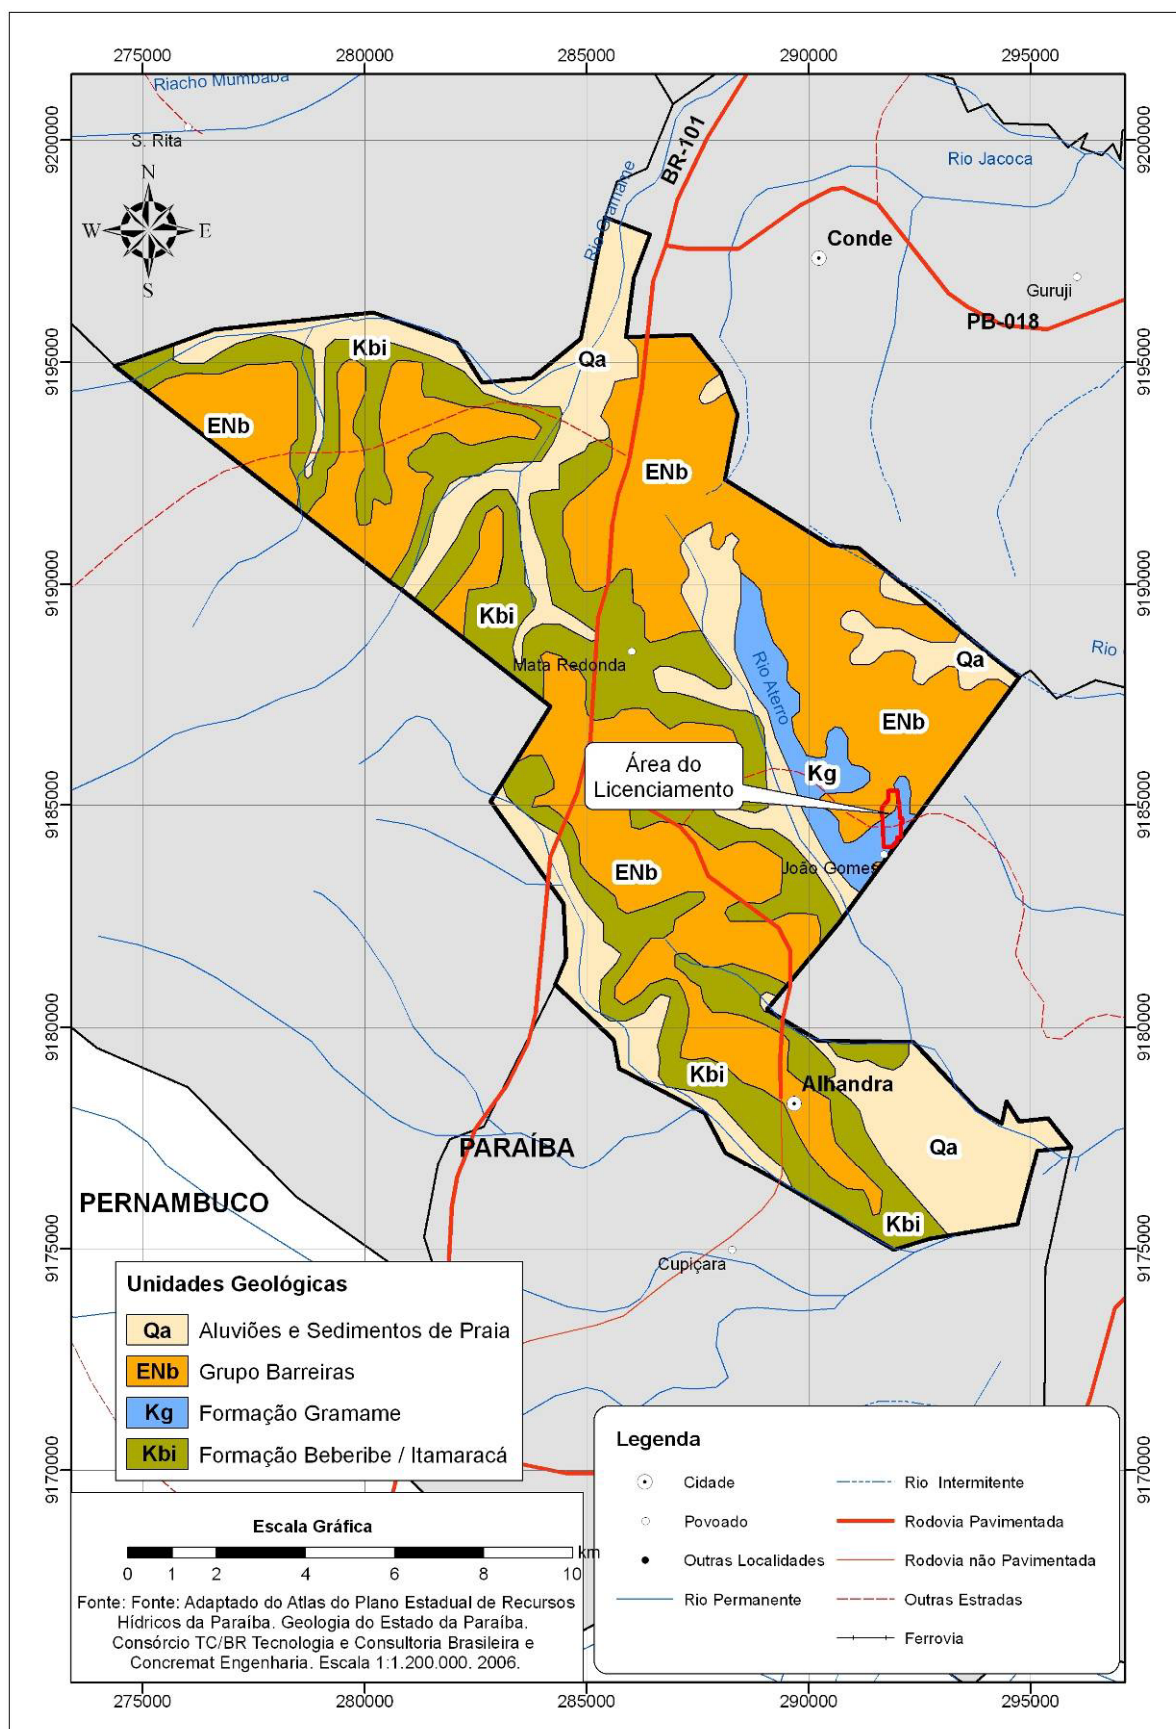 275000
280000
285000
290000
295000
9200000
9200000
Riacho Mumbaba
S. Rita
N
W
E
S
BR-101
Rio Gramame
Rio Jacoca
Conde
Guruji
PB-018
9195000
9195000
Kbi
Qa
ENb
ENb
9190000
9190000
Kbi
Mata Redonda
Rio Aterro
Qa
Rio
ENb
Área do
Licenciamento
Kg
9185000
9185000
João Gomes
ENb
9180000
9180000
Kbi
Alhandra
PARAÍBA
Qa
PERNAMBUCO
Kbi
9175000
9175000
Cupiçara
Unidades Geológicas
Qa Aluviões e Sedimentos de Praia
ENb Grupo Barreiras
Kg Formação Gramame
Kbi Formação Beberibe / Itamaracá
9170000
9170000
Legenda
Cidade
Povoado
Outras Localidades
Rio Permanente
Rio Intermitente
Rodovia Pavimentada
Rodovia não Pavimentada
Outras Estradas
Ferrovia
Escala Gráfica
km
0 1 2 4 6 8 10
Fonte: Fonte: Adaptado do Atlas do Plano Estadual de Recursos
Hídricos da Paraíba. Geologia do Estado da Paraíba.
Consórcio TC/BR Tecnologia e Consultoria Brasileira e
Concremat Engenharia. Escala 1:1.200.000. 2006.
275000
280000
285000
290000
295000